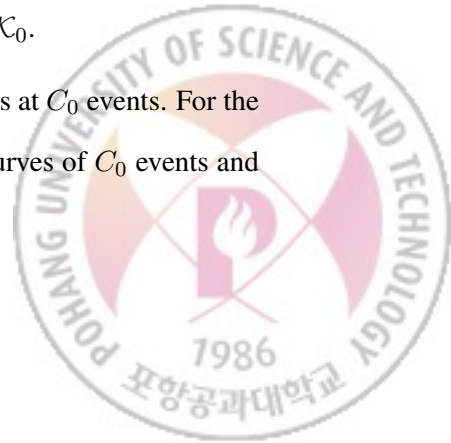 𝒦₀.
s at C₀ events. For the
urves of C₀ events and
POHANG UNIVERSITY OF SCIENCE AND TECHNOLOGY
1986
포항공과대학교